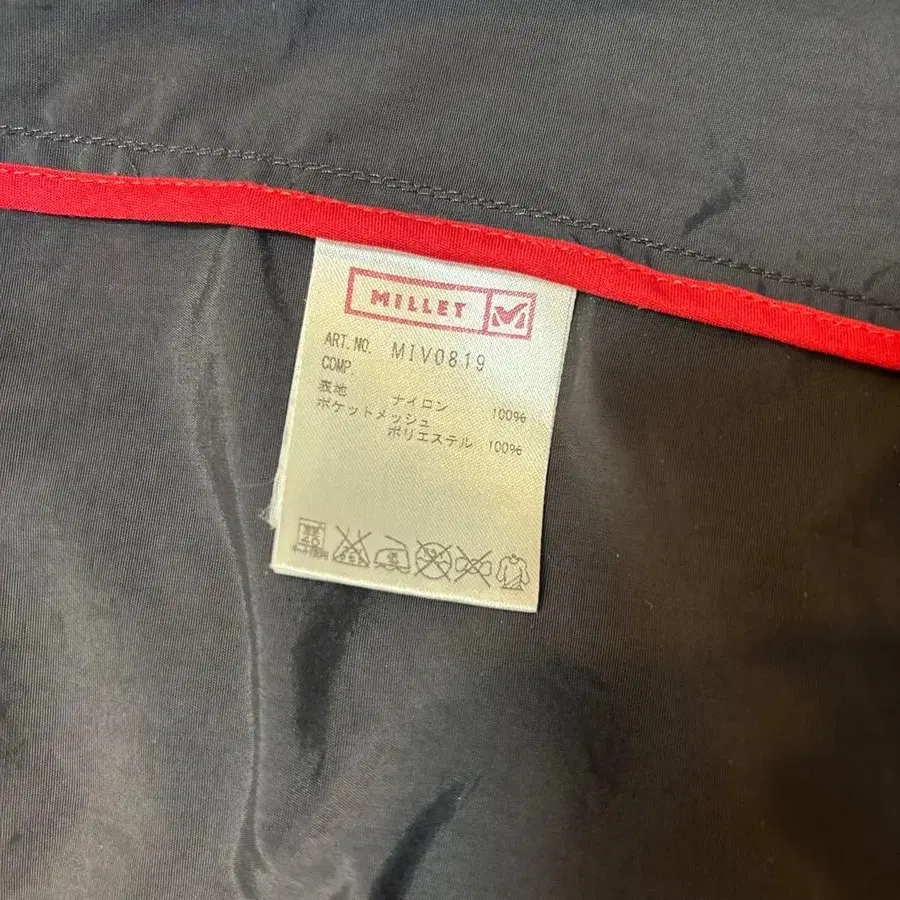 MILLET
ART. NO. MIV0819
COMP.
表地 ナイロン 100%
ポケットメッシュ
ポリエステル 100%